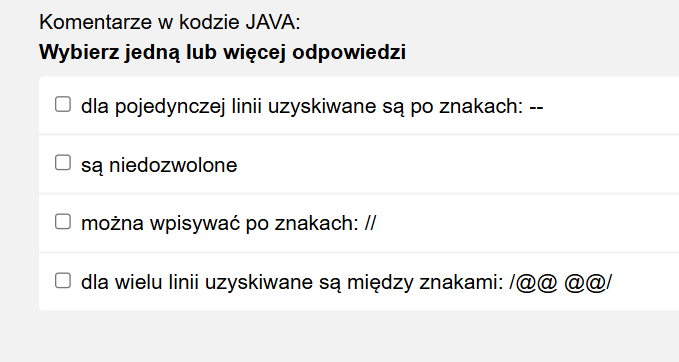 Komentarze w kodzie JAVA:
Wybierz jedną lub więcej odpowiedzi
dla pojedynczej linii uzyskiwane są po znakach: --
są niedozwolone
można wpisywać po znakach: //
dla wielu linii uzyskiwane są między znakami: /@@ @@/